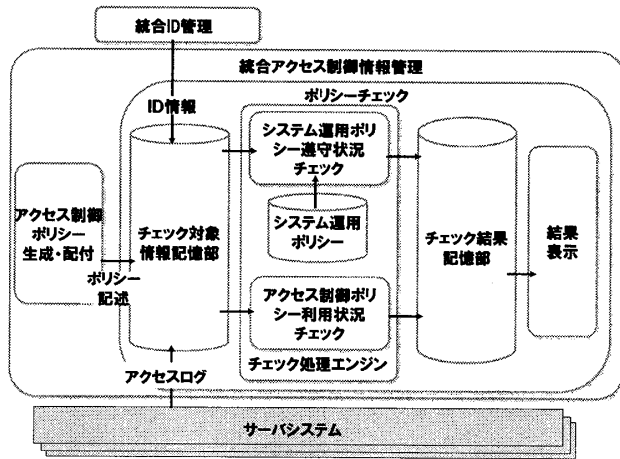 統合ID管理
統合アクセス制御情報管理
ID情報
ポリシーチェック
システム運用ポリ
シー遵守状況
チェック
システム運用
ポリシー
アクセス制御
ポリシー
生成・配付
ポリシー
記述
チェック対象
情報記憶部
アクセス制御ポリ
シー利用状況
チェック
チェック処理エンジン
チェック結果
記憶部
結果
表示
アクセスログ
サーバシステム